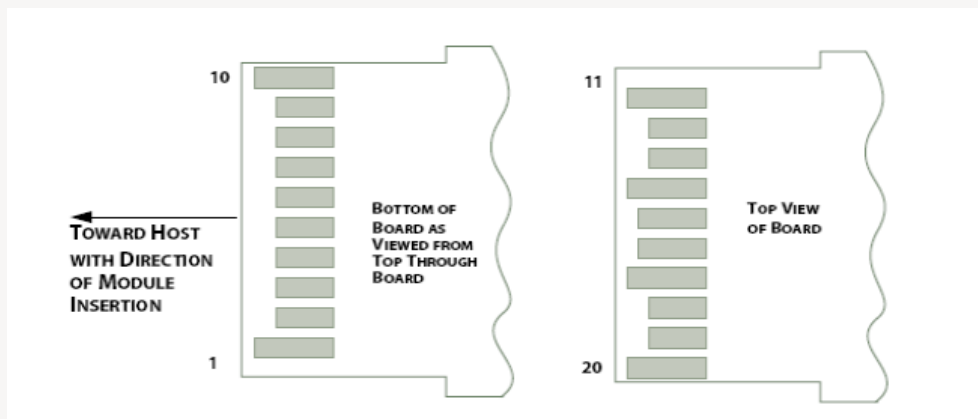 10
1
TOWARD HOST
WITH DIRECTION
OF MODULE
INSERTION
BOTTOM OF
BOARD AS
VIEWED FROM
TOP THROUGH
BOARD
11
20
TOP VIEW
OF BOARD